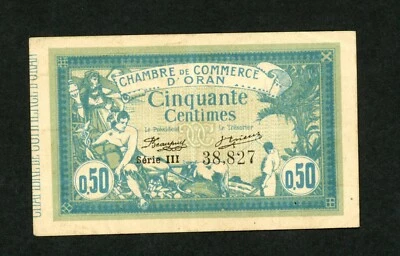 CHAMBRE DE COMMERCE
D'ORAN
Cinquante
Centimes
Le Président
Le Trésorier
Série III
38,827
0,50
0,50